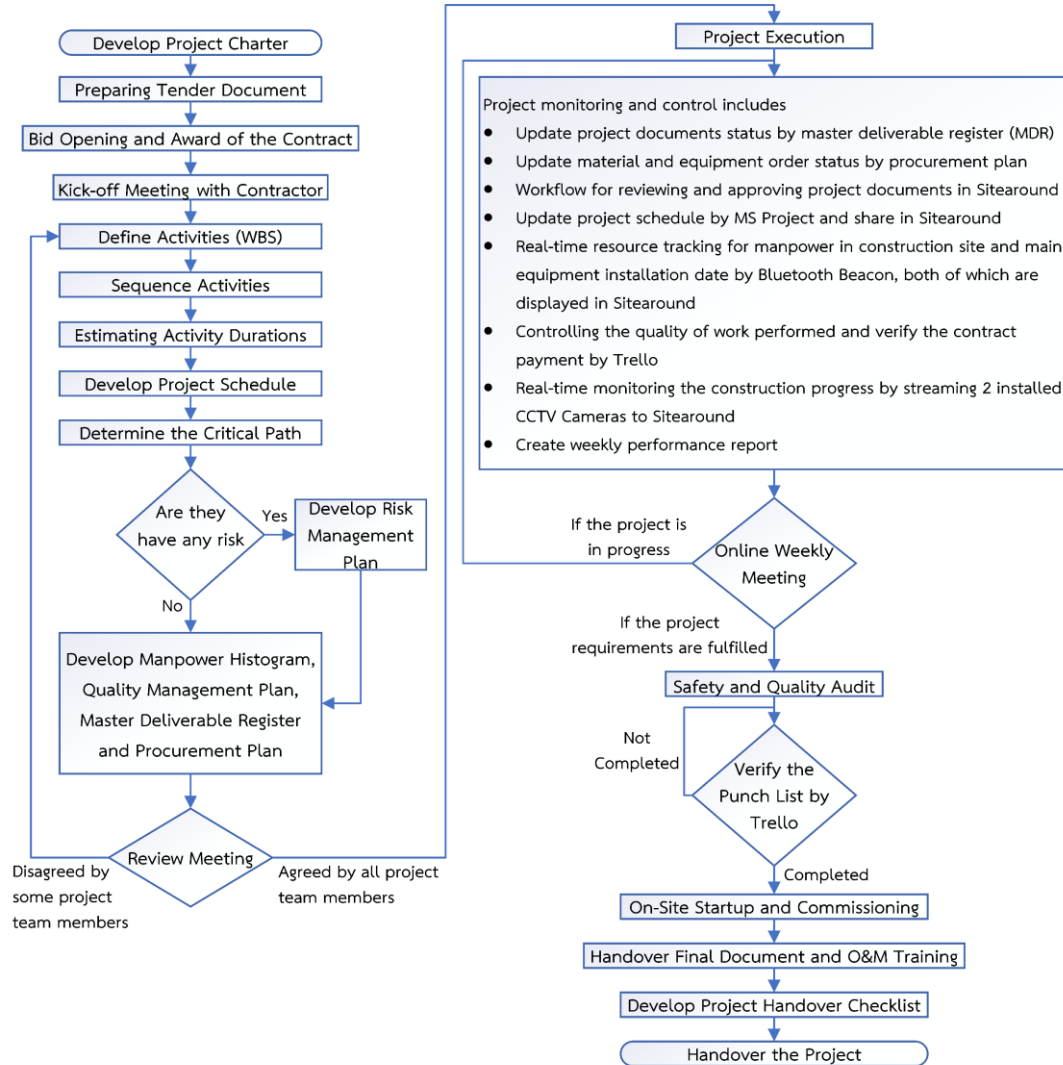 Develop Project Charter
Preparing Tender Document
Bid Opening and Award of the Contract
Kick-off Meeting with Contractor
Define Activities (WBS)
Sequence Activities
Estimating Activity Durations
Develop Project Schedule
Determine the Critical Path
Are they
have any risk
Yes
Develop Risk
Management
Plan
No
Develop Manpower Histogram,
Quality Management Plan,
Master Deliverable Register
and Procurement Plan
Review Meeting
Disagreed by
some project
team members
Agreed by all project
team members
Project Execution
Project monitoring and control includes
● Update project documents status by master deliverable register (MDR)
● Update material and equipment order status by procurement plan
● Workflow for reviewing and approving project documents in Sitearound
● Update project schedule by MS Project and share in Sitearound
● Real-time resource tracking for manpower in construction site and main
equipment installation date by Bluetooth Beacon, both of which are
displayed in Sitearound
● Controlling the quality of work performed and verify the contract
payment by Trello
● Real-time monitoring the construction progress by streaming 2 installed
CCTV Cameras to Sitearound
● Create weekly performance report
If the project is
in progress
Online Weekly
Meeting
If the project
requirements are fulfilled
Safety and Quality Audit
Not
Completed
Verify the
Punch List by
Trello
Completed
On-Site Startup and Commissioning
Handover Final Document and O&M Training
Develop Project Handover Checklist
Handover the Project